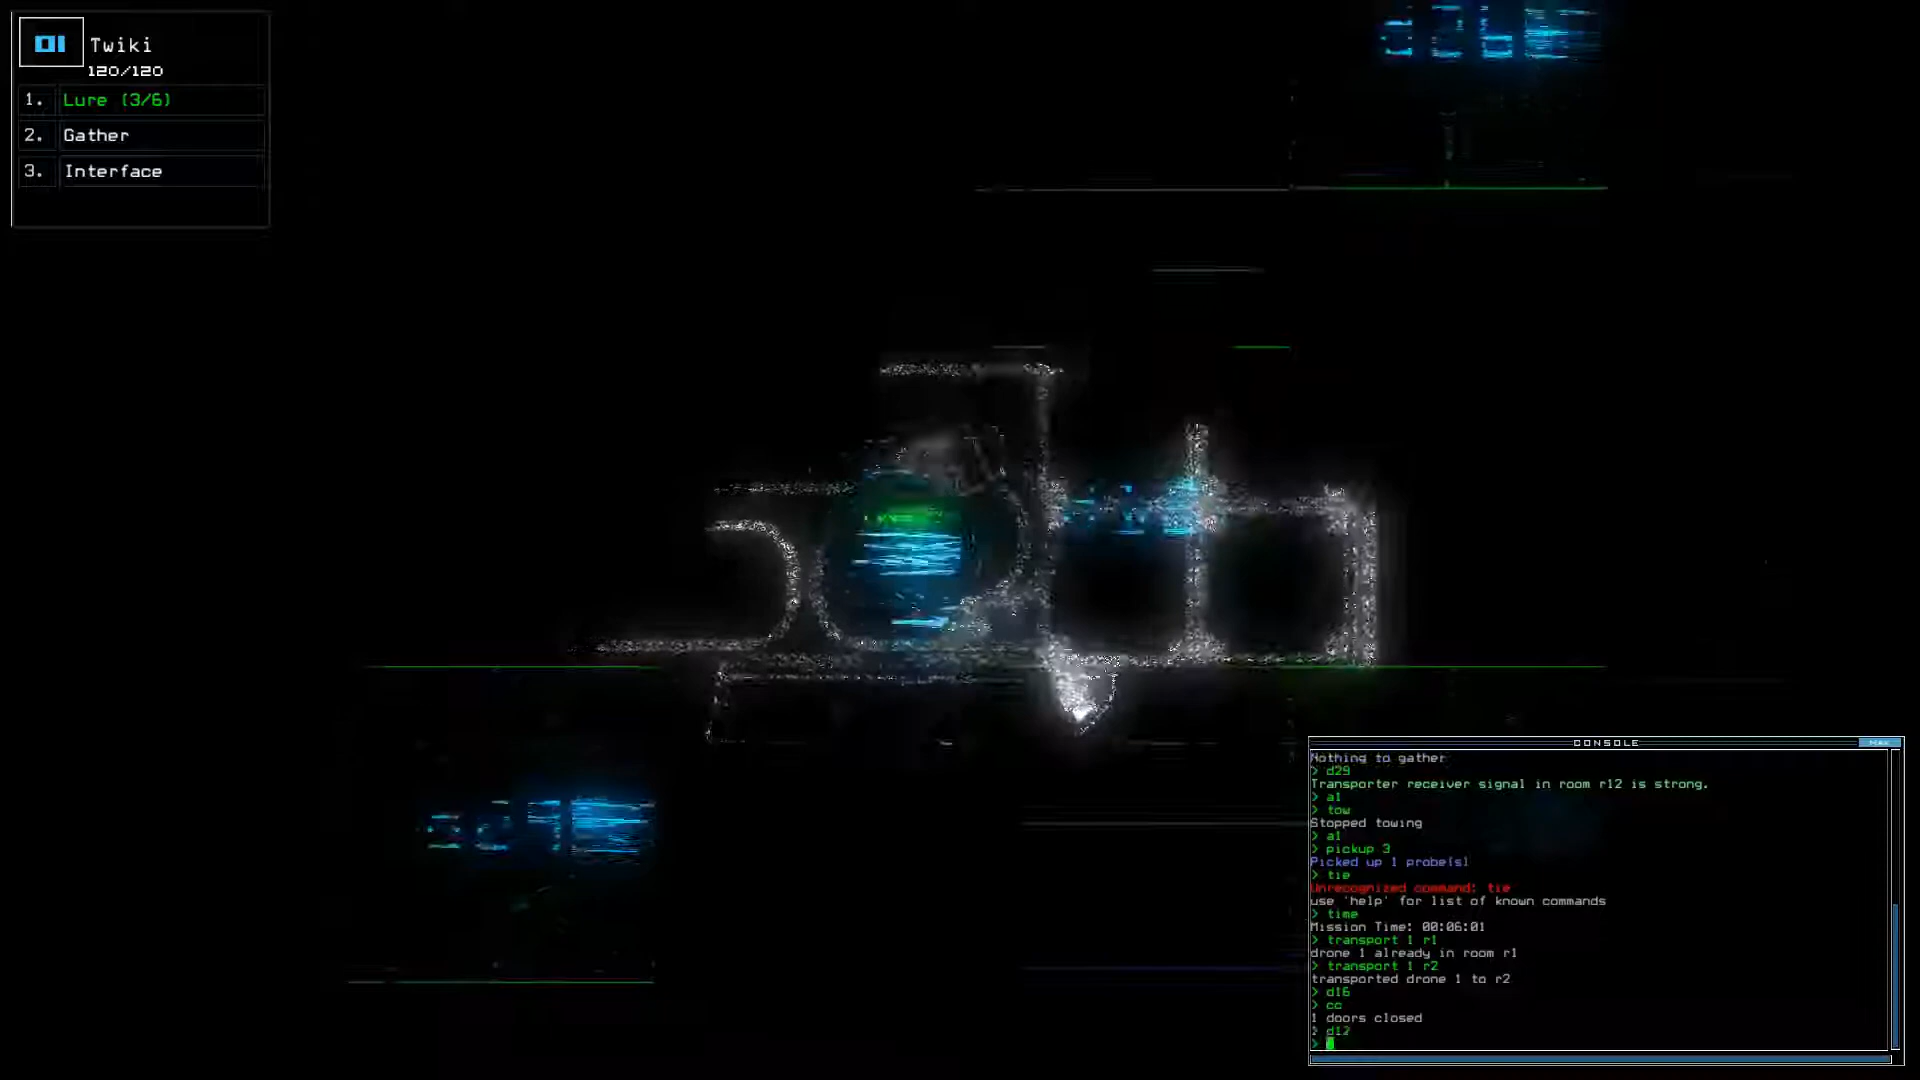 01 Twiki
120/120
1. Lure (3/6)
2. Gather
3. Interface
d26
CONSOLE
MAX
Nothing to gather
> d29
Transporter receiver signal in room r12 is strong.
> a1
> tow
Stopped towing
> a1
> pickup 3
Picked up 1 probe(s)
> tie
Unrecognized command: tie
use 'help' for list of known commands
> time
Mission Time: 00:06:01
> transport 1 r1
drone 1 already in room r1
> transport 1 r2
transported drone 1 to r2
> d16
> cc
1 doors closed
> d12
>